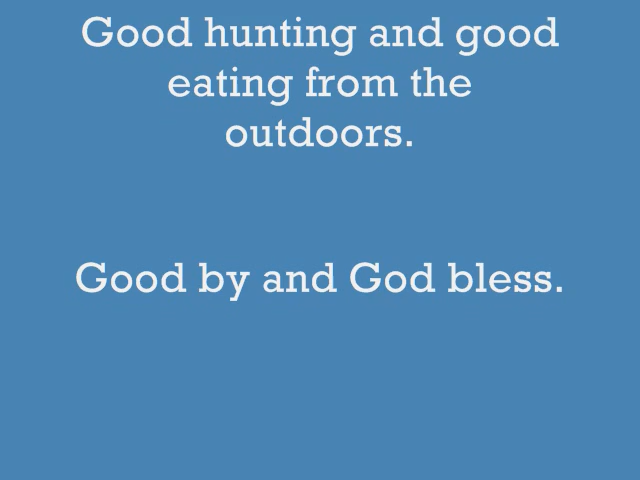 Good hunting and good
eating from the
outdoors.
Good by and God bless.